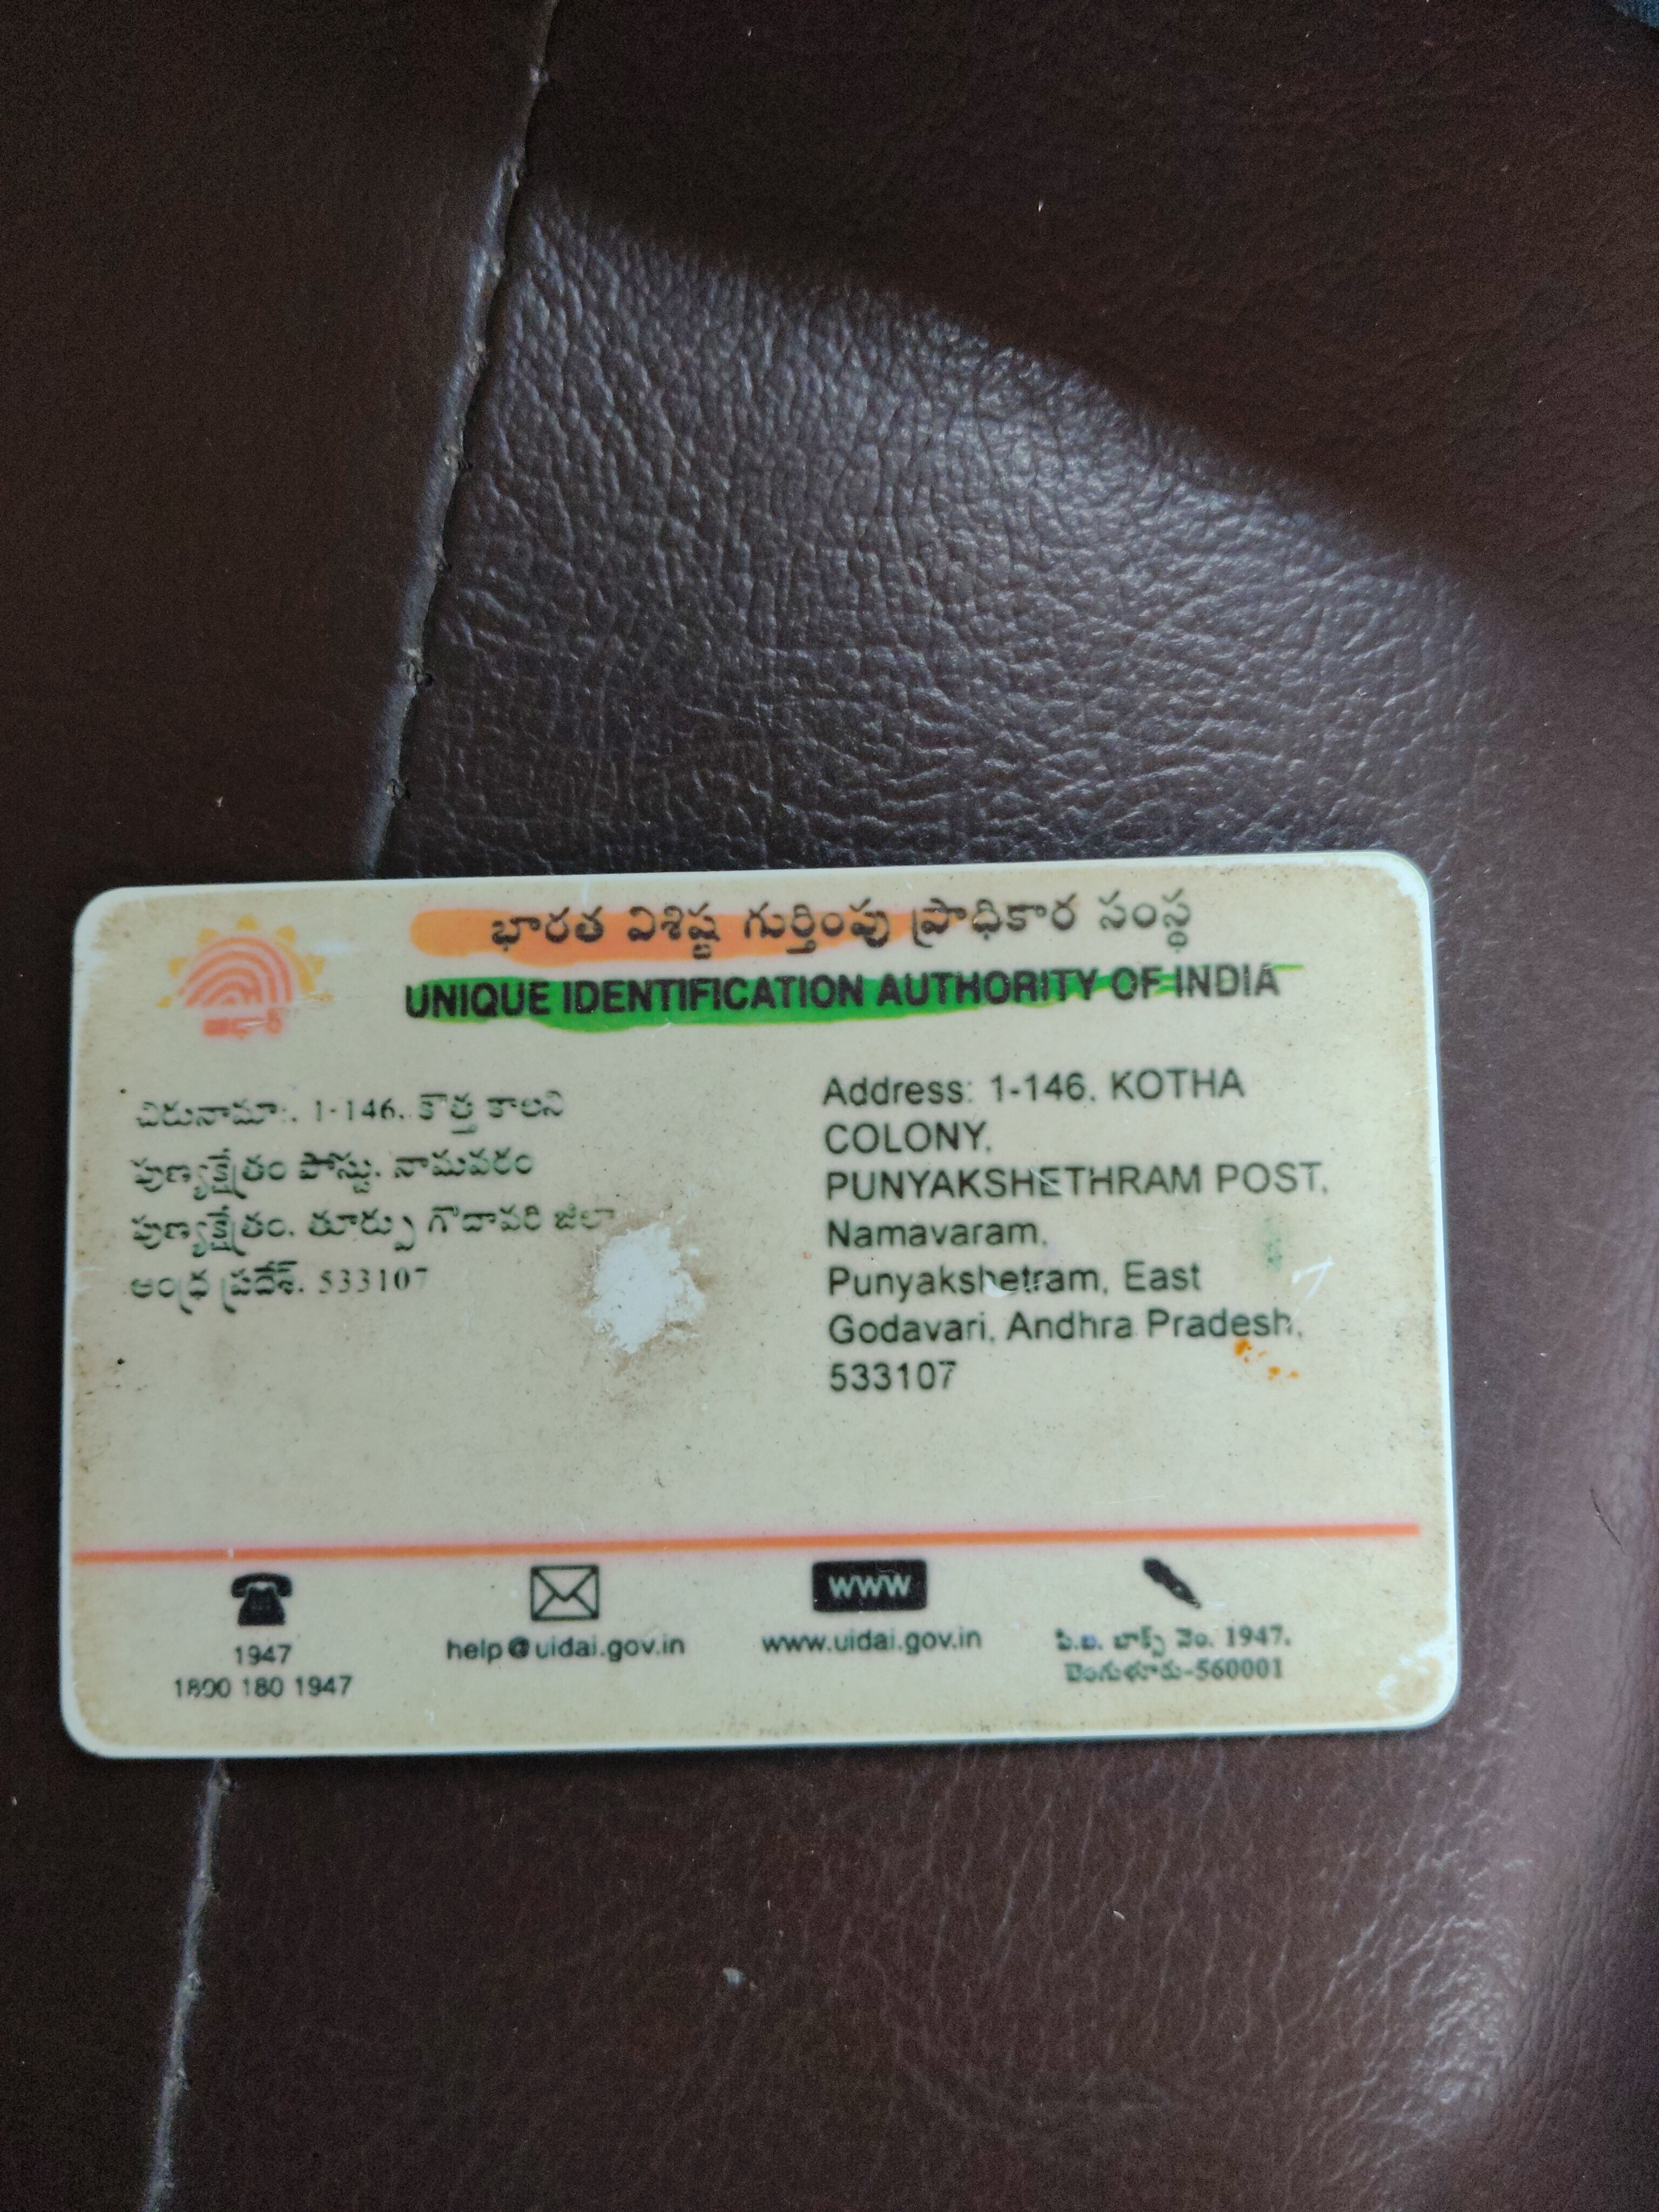 భారత విశిష్ట గుర్తింపు ప్రాధికార సంస్థ
UNIQUE IDENTIFICATION AUTHORITY OF INDIA
చిరునామా:, 1-146, కొత్త కాలని
పుణ్యక్షేత్రం పోస్టు, నామవరం
పుణ్యక్షేత్రం, తూర్పు గోదావరి జిల్లా
ఆంధ్ర ప్రదేశ్, 533107
Address: 1-146, KOTHA
COLONY,
PUNYAKSHETHRAM POST,
Namavaram,
Punyakshetram, East
Godavari, Andhra Pradesh,
533107
1947
1800 180 1947
help@uidai.gov.in
WWW
www.uidai.gov.in
పి.ఐ. బాక్స్ నెం. 1947,
బెంగుళూరు-560001